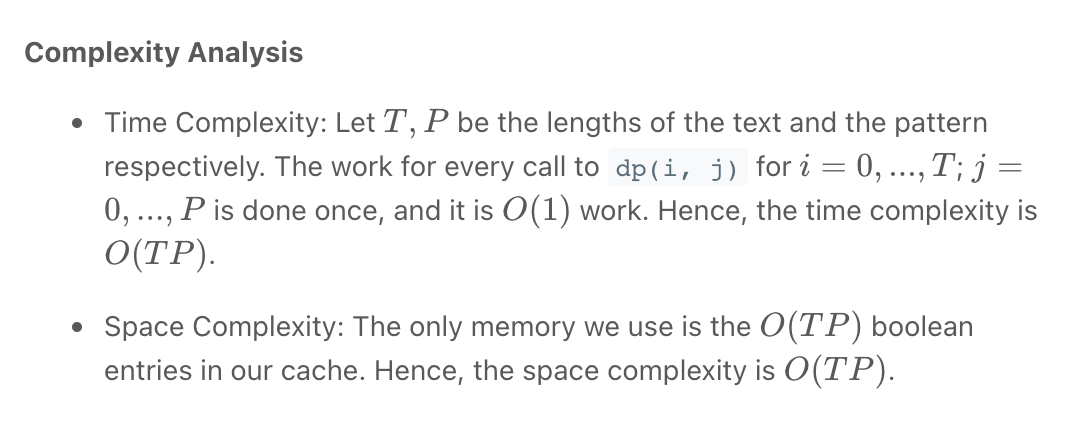 Complexity Analysis
• Time Complexity: Let T, P be the lengths of the text and the pattern
respectively. The work for every call to dp(i, j) for i = 0, ..., T; j =
0, ..., P is done once, and it is O(1) work. Hence, the time complexity is
O(TP).
• Space Complexity: The only memory we use is the O(TP) boolean
entries in our cache. Hence, the space complexity is O(TP).